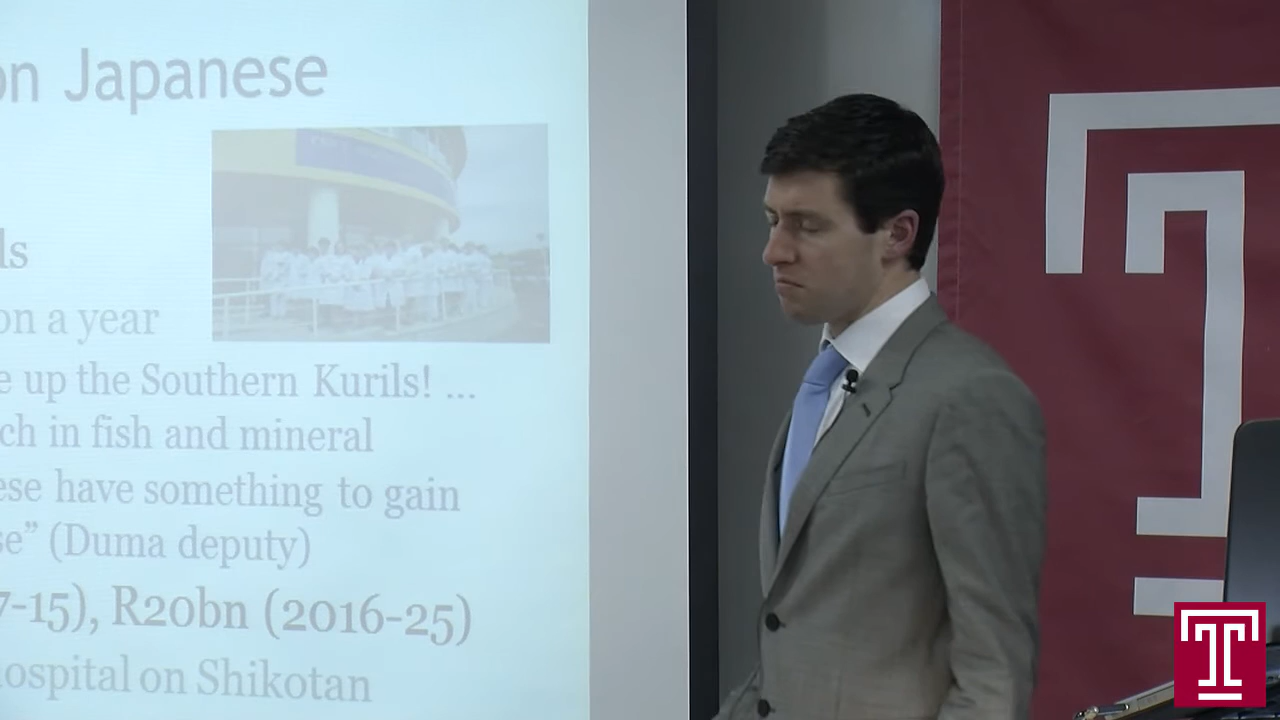 on Japanese
ls
on a year
e up the Southern Kurils! ...
ch in fish and mineral
ese have something to gain
se” (Duma deputy)
7-15), R20bn (2016-25)
ospital on Shikotan
T